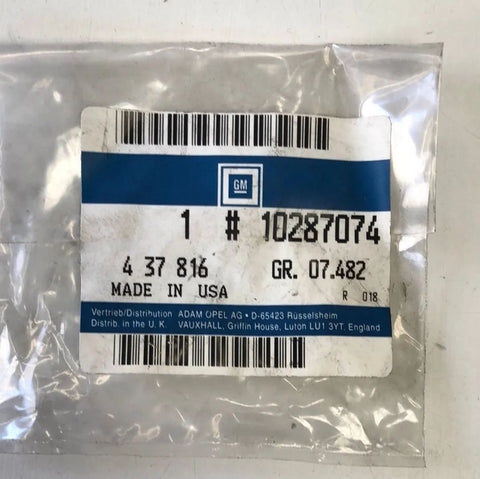 GM
1 # 10287074
4 37 816 GR. 07.482
MADE IN USA R 018
Vertrieb/Distribution ADAM OPEL AG • D-65423 Rüsselsheim
Distrib. in the U. K. VAUXHALL, Griffin House, Luton LU1 3YT. England